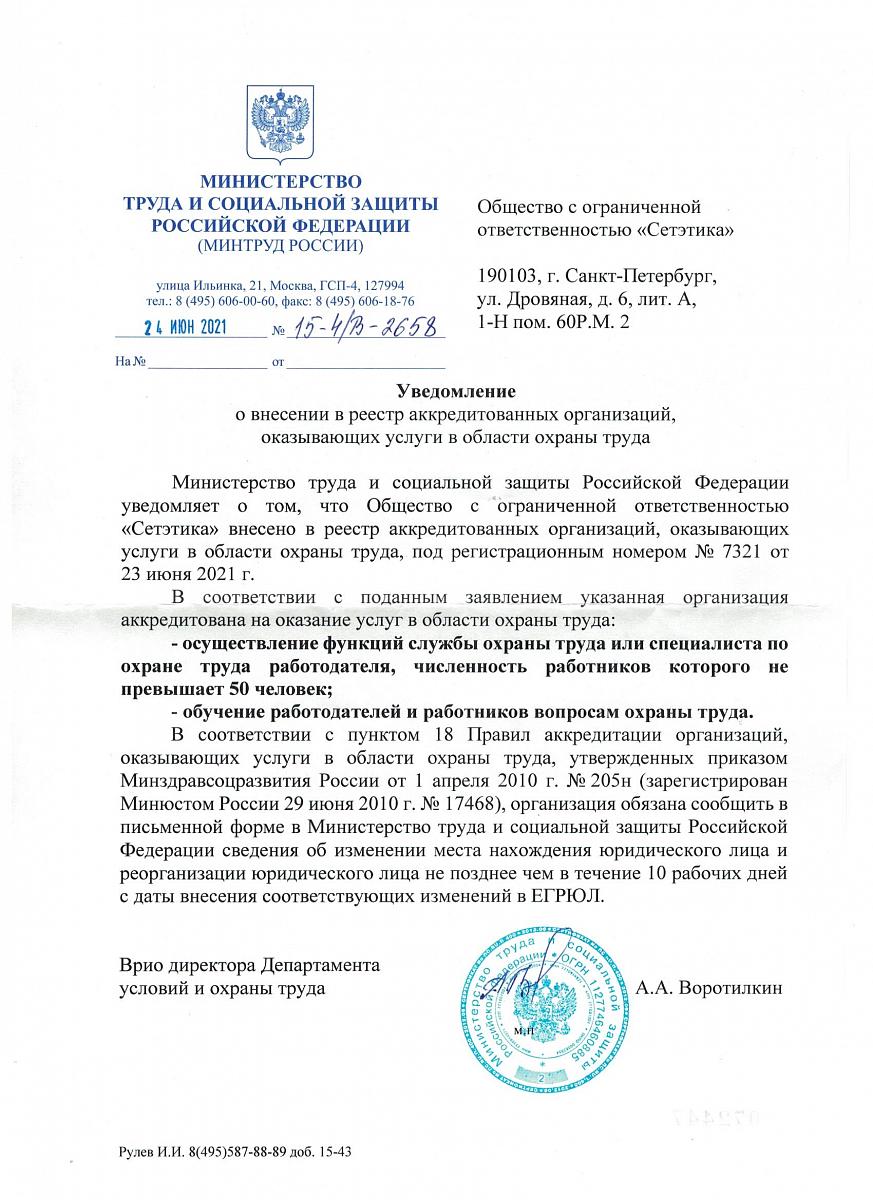 МИНИСТЕРСТВО
ТРУДА И СОЦИАЛЬНОЙ ЗАЩИТЫ
РОССИЙСКОЙ ФЕДЕРАЦИИ
(МИНТРУД РОССИИ)
улица Ильинка, 21, Москва, ГСП-4, 127994
тел.: 8 (495) 606-00-60, факс: 8 (495) 606-18-76
24 ИЮН 2021 № 15-4/В-2658
На № от
Общество с ограниченной
ответственностью «Сетэтика»
190103, г. Санкт-Петербург,
ул. Дровяная, д. 6, лит. А,
1-Н пом. 60Р.М. 2
Уведомление
о внесении в реестр аккредитованных организаций,
оказывающих услуги в области охраны труда
Министерство труда и социальной защиты Российской Федерации
уведомляет о том, что Общество с ограниченной ответственностью
«Сетэтика» внесено в реестр аккредитованных организаций, оказывающих
услуги в области охраны труда, под регистрационным номером № 7321 от
23 июня 2021 г.
В соответствии с поданным заявлением указанная организация
аккредитована на оказание услуг в области охраны труда:
- осуществление функций службы охраны труда или специалиста по
охране труда работодателя, численность работников которого не
превышает 50 человек;
- обучение работодателей и работников вопросам охраны труда.
В соответствии с пунктом 18 Правил аккредитации организаций,
оказывающих услуги в области охраны труда, утвержденных приказом
Минздравсоцразвития России от 1 апреля 2010 г. № 205н (зарегистрирован
Минюстом России 29 июня 2010 г. № 17468), организация обязана сообщить в
письменной форме в Министерство труда и социальной защиты Российской
Федерации сведения об изменении места нахождения юридического лица и
реорганизации юридического лица не позднее чем в течение 10 рабочих дней
с даты внесения соответствующих изменений в ЕГРЮЛ.
Врио директора Департамента
условий и охраны труда
Министерство труда и социальной защиты
Российской Федерации * ОГРН 1127746460885
М.П
2
А.А. Воротилкин
Рулев И.И. 8(495)587-88-89 доб. 15-43